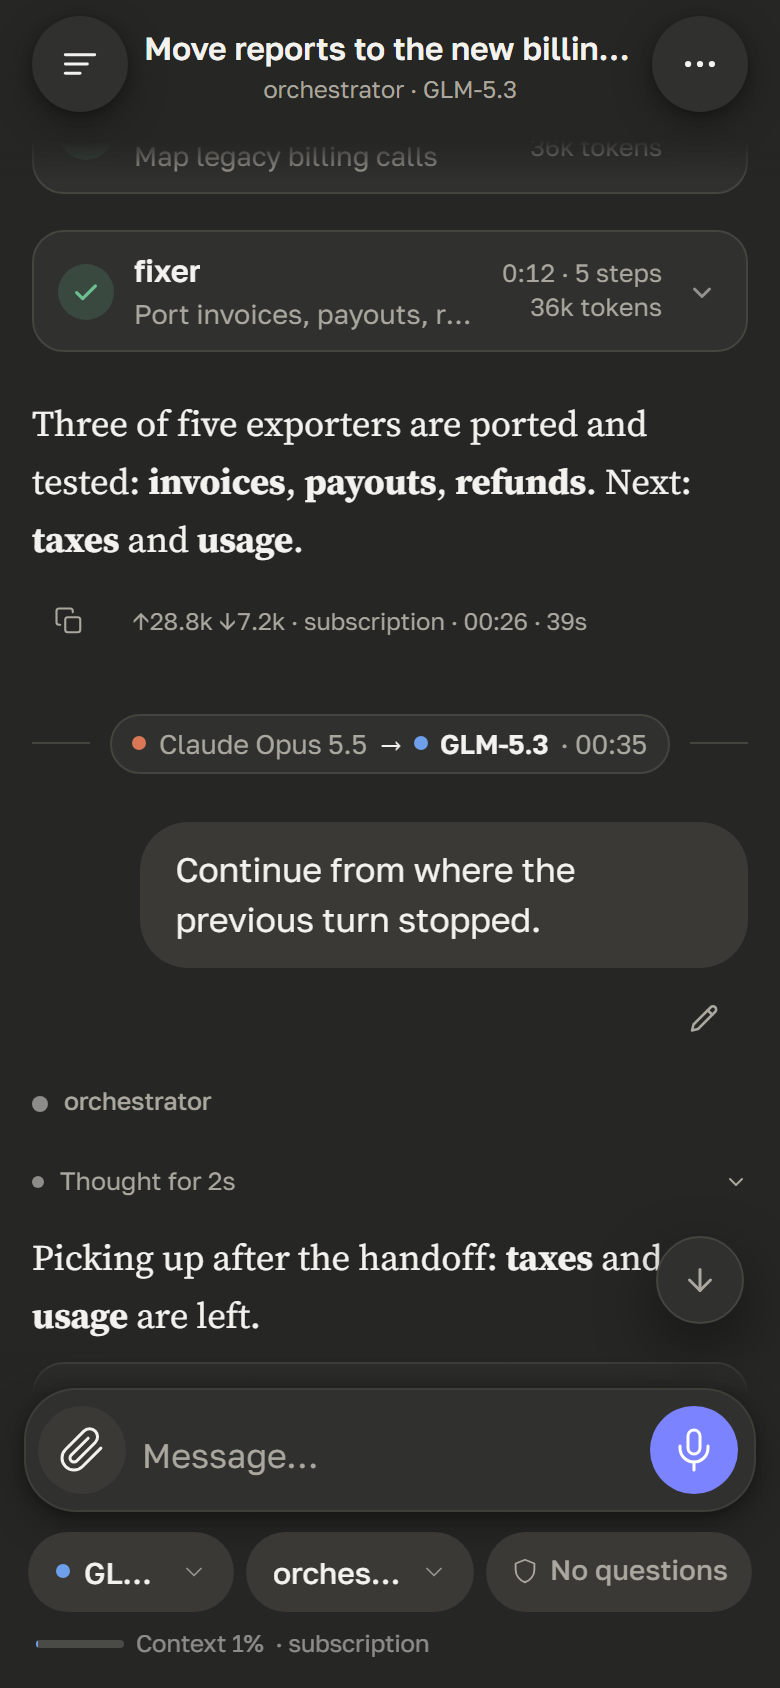 Move reports to the new billin...
orchestrator · GLM-5.3
Map legacy billing calls
36k tokens
fixer
0:12 · 5 steps
Port invoices, payouts, r...
36k tokens
Three of five exporters are ported and
tested: invoices, payouts, refunds. Next:
taxes and usage.
↑28.8k ↓7.2k · subscription · 00:26 · 39s
Claude Opus 5.5 → GLM-5.3 · 00:35
Continue from where the
previous turn stopped.
orchestrator
Thought for 2s
Picking up after the handoff: taxes and
usage are left.
Message...
GL...
orches...
No questions
Context 1% · subscription